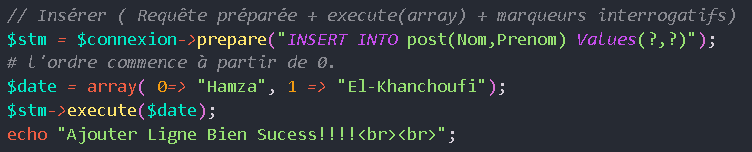 // Insérer ( Requête préparée + execute(array) + marqueurs interrogatifs)
$stm = $connexion->prepare("INSERT INTO post(Nom,Prenom) Values(?,?)");
# l'ordre commence à partir de 0.
$date = array( 0=> "Hamza", 1 => "El-Khanchoufi");
$stm->execute($date);
echo "Ajouter Ligne Bien Sucess!!!!<br><br>";